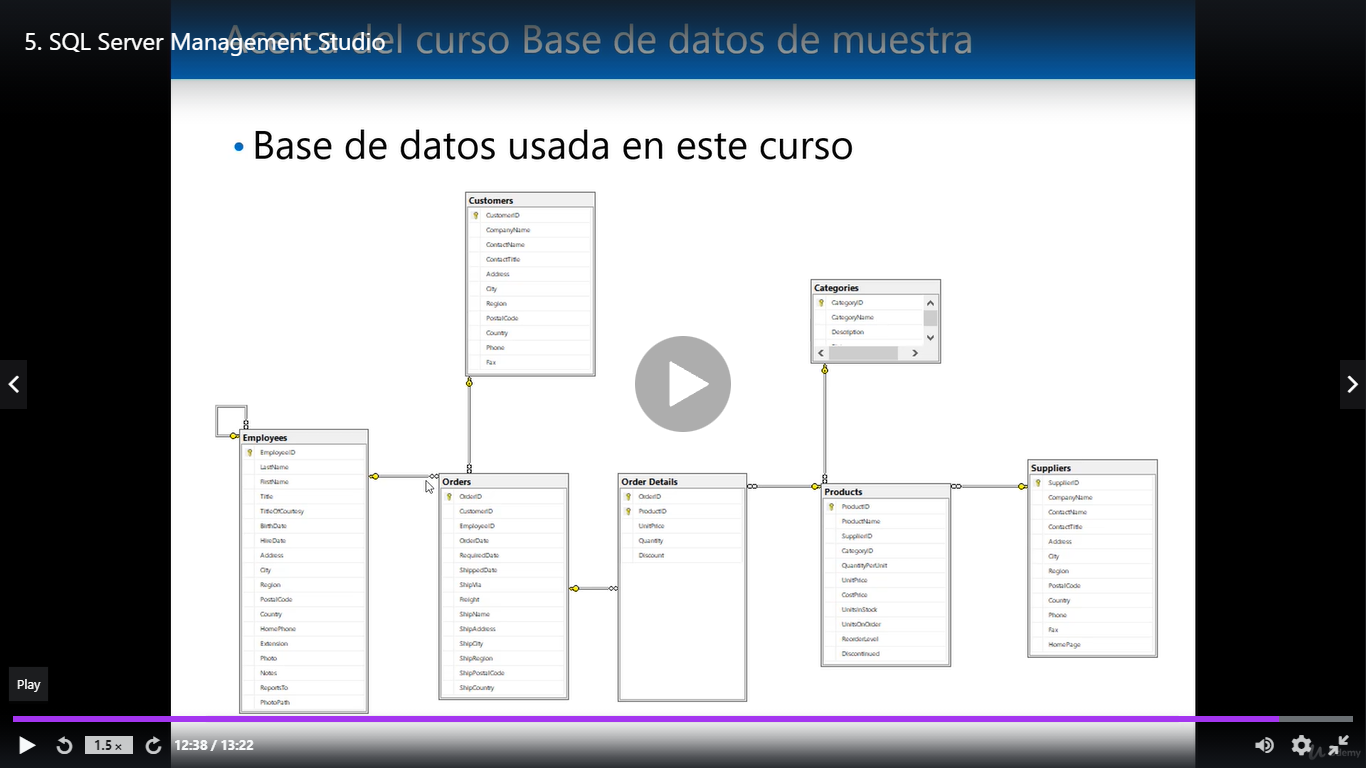 5. SQL Server Management Studio
Acerca del curso Base de datos de muestra
• Base de datos usada en este curso
Customers
CustomerID
CompanyName
ContactName
ContactTitle
Address
City
Region
PostalCode
Country
Phone
Fax
Categories
CategoryID
CategoryName
Description
Employees
EmployeeID
LastName
FirstName
Title
TitleOfCourtesy
BirthDate
HireDate
Address
City
Region
PostalCode
Country
HomePhone
Extension
Photo
Notes
ReportsTo
PhotoPath
Orders
OrderID
CustomerID
EmployeeID
OrderDate
RequiredDate
ShippedDate
ShipVia
Freight
ShipName
ShipAddress
ShipCity
ShipRegion
ShipPostalCode
ShipCountry
Order Details
OrderID
ProductID
UnitPrice
Quantity
Discount
Products
ProductID
ProductName
SupplierID
CategoryID
QuantityPerUnit
UnitPrice
CostPrice
UnitsInStock
UnitsOnOrder
ReorderLevel
Discontinued
Suppliers
SupplierID
CompanyName
ContactName
ContactTitle
Address
City
Region
PostalCode
Country
Phone
Fax
HomePage
Play
1.5 x
12:38 / 13:22